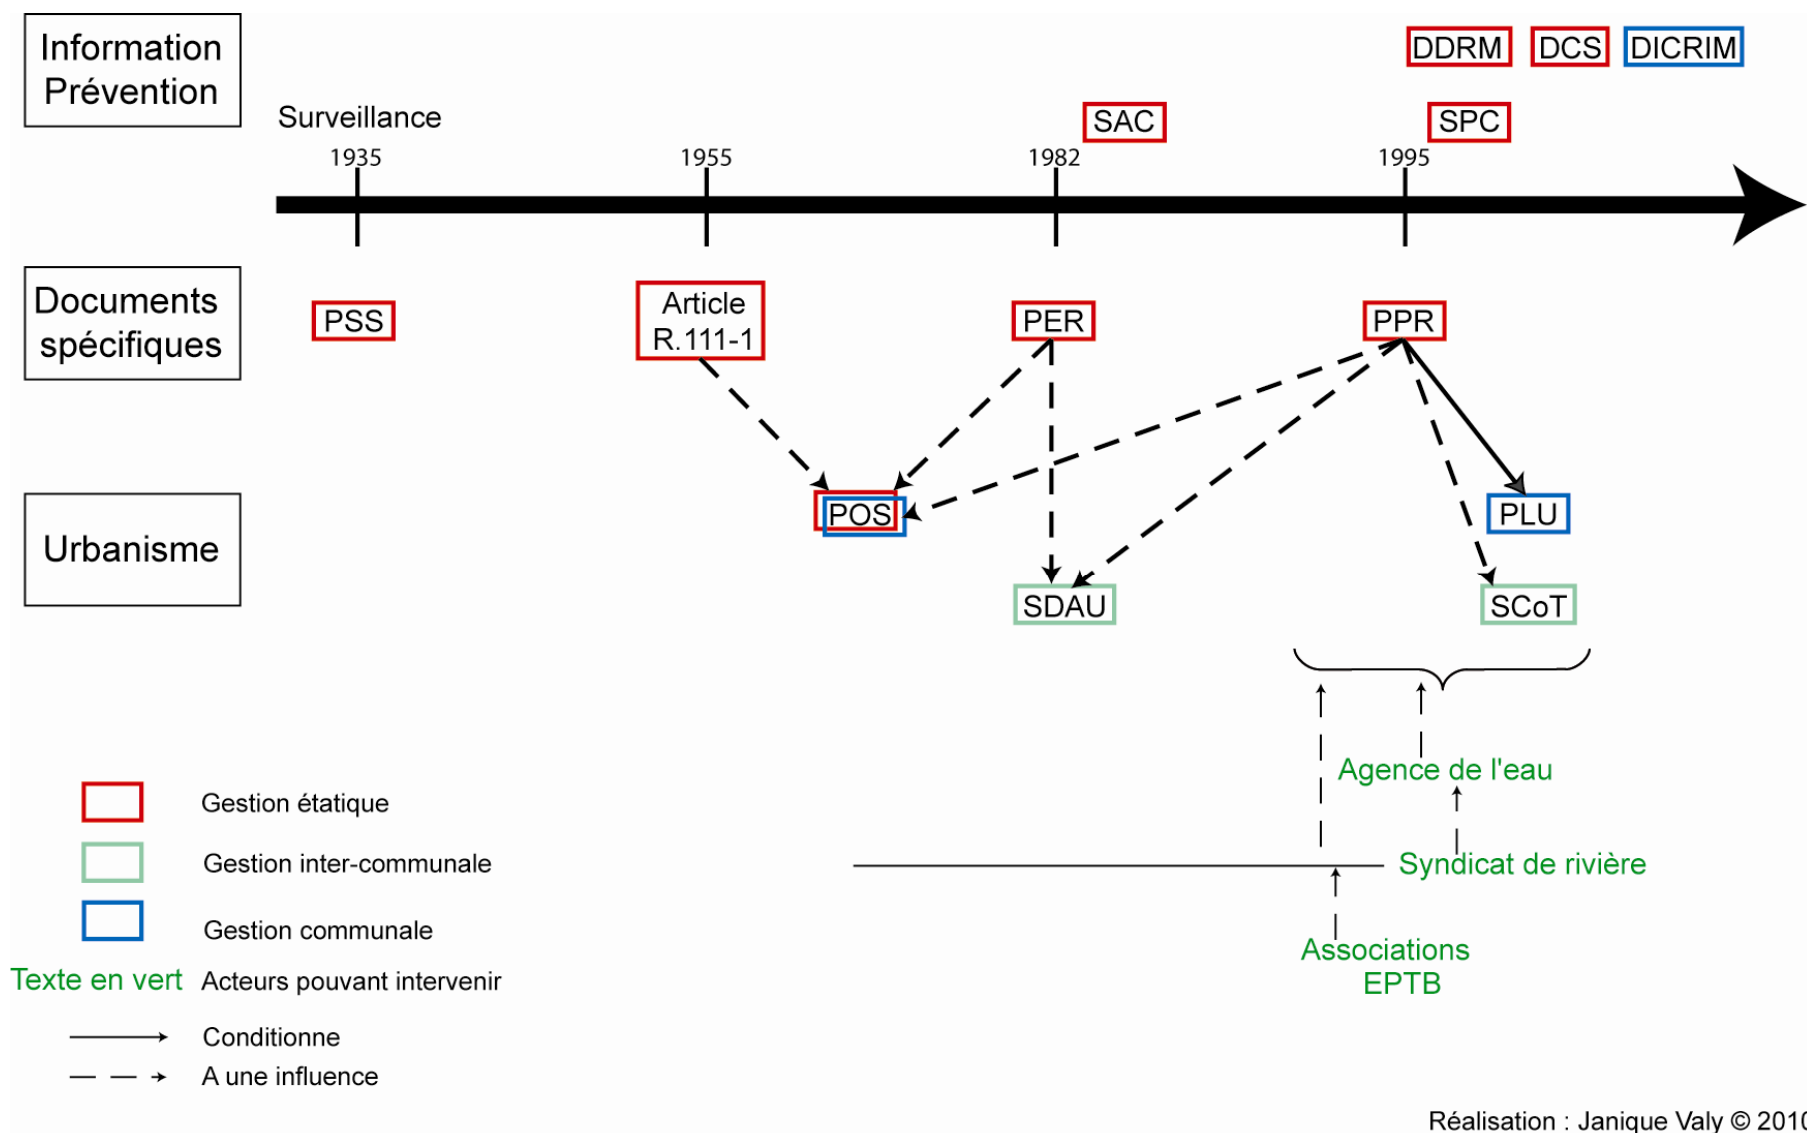 Information
Prévention
DDRM DCS DICRIM
Surveillance
SAC SPC
1935 1955 1982 1995
Documents
spécifiques
PSS
Article
R.111-1
PER
PPR
Urbanisme
POS
PLU
SDAU
SCoT
Agence de l'eau
Syndicat de rivière
Associations
EPTB
Gestion étatique
Gestion inter-communale
Gestion communale
Texte en vert Acteurs pouvant intervenir
Conditionne
A une influence
Réalisation : Janique Valy © 2010